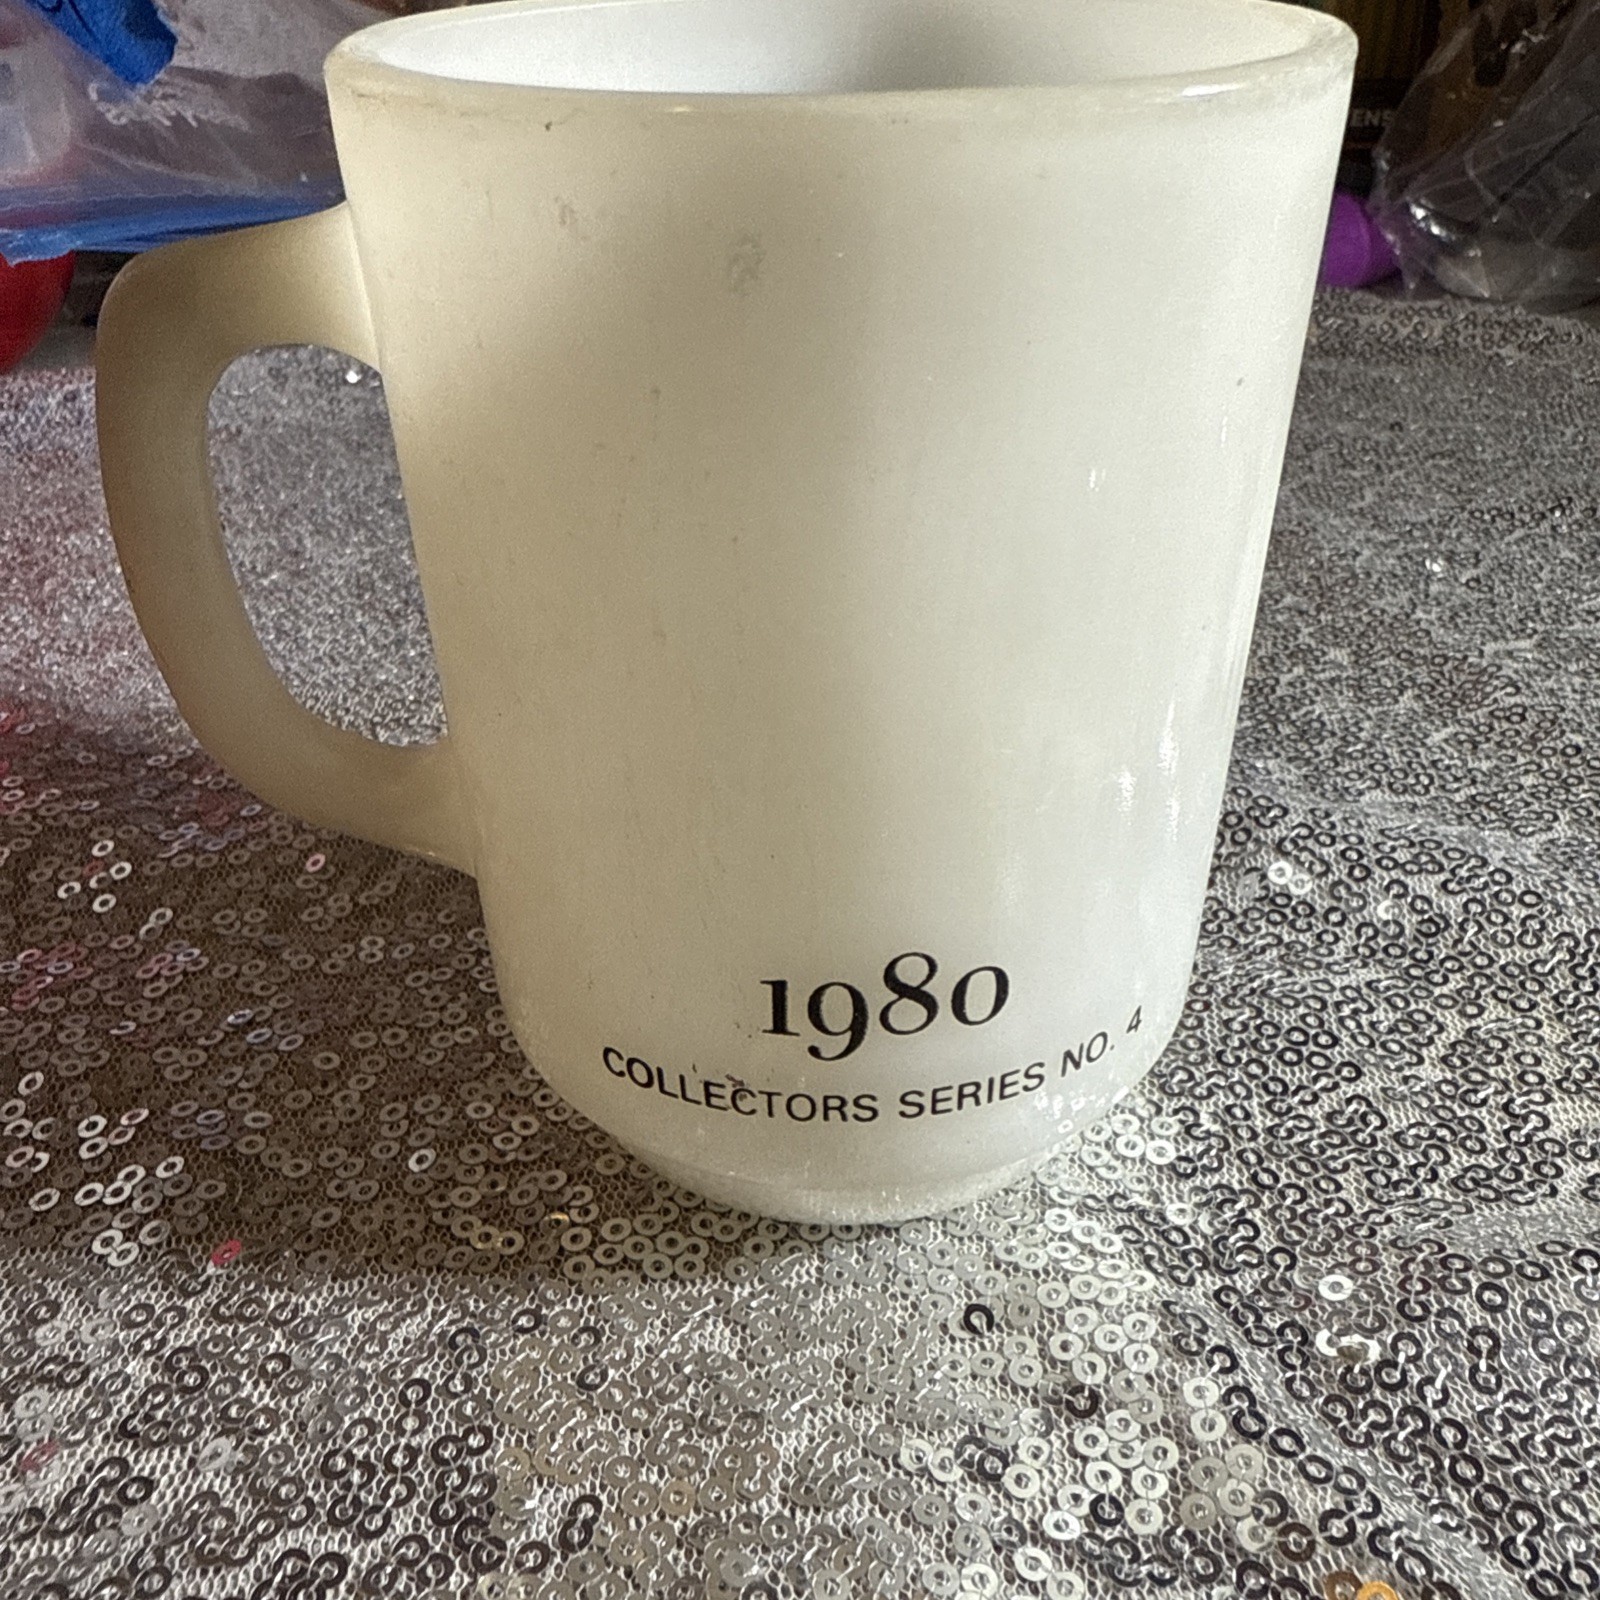 1980
COLLECTORS SERIES NO. 4